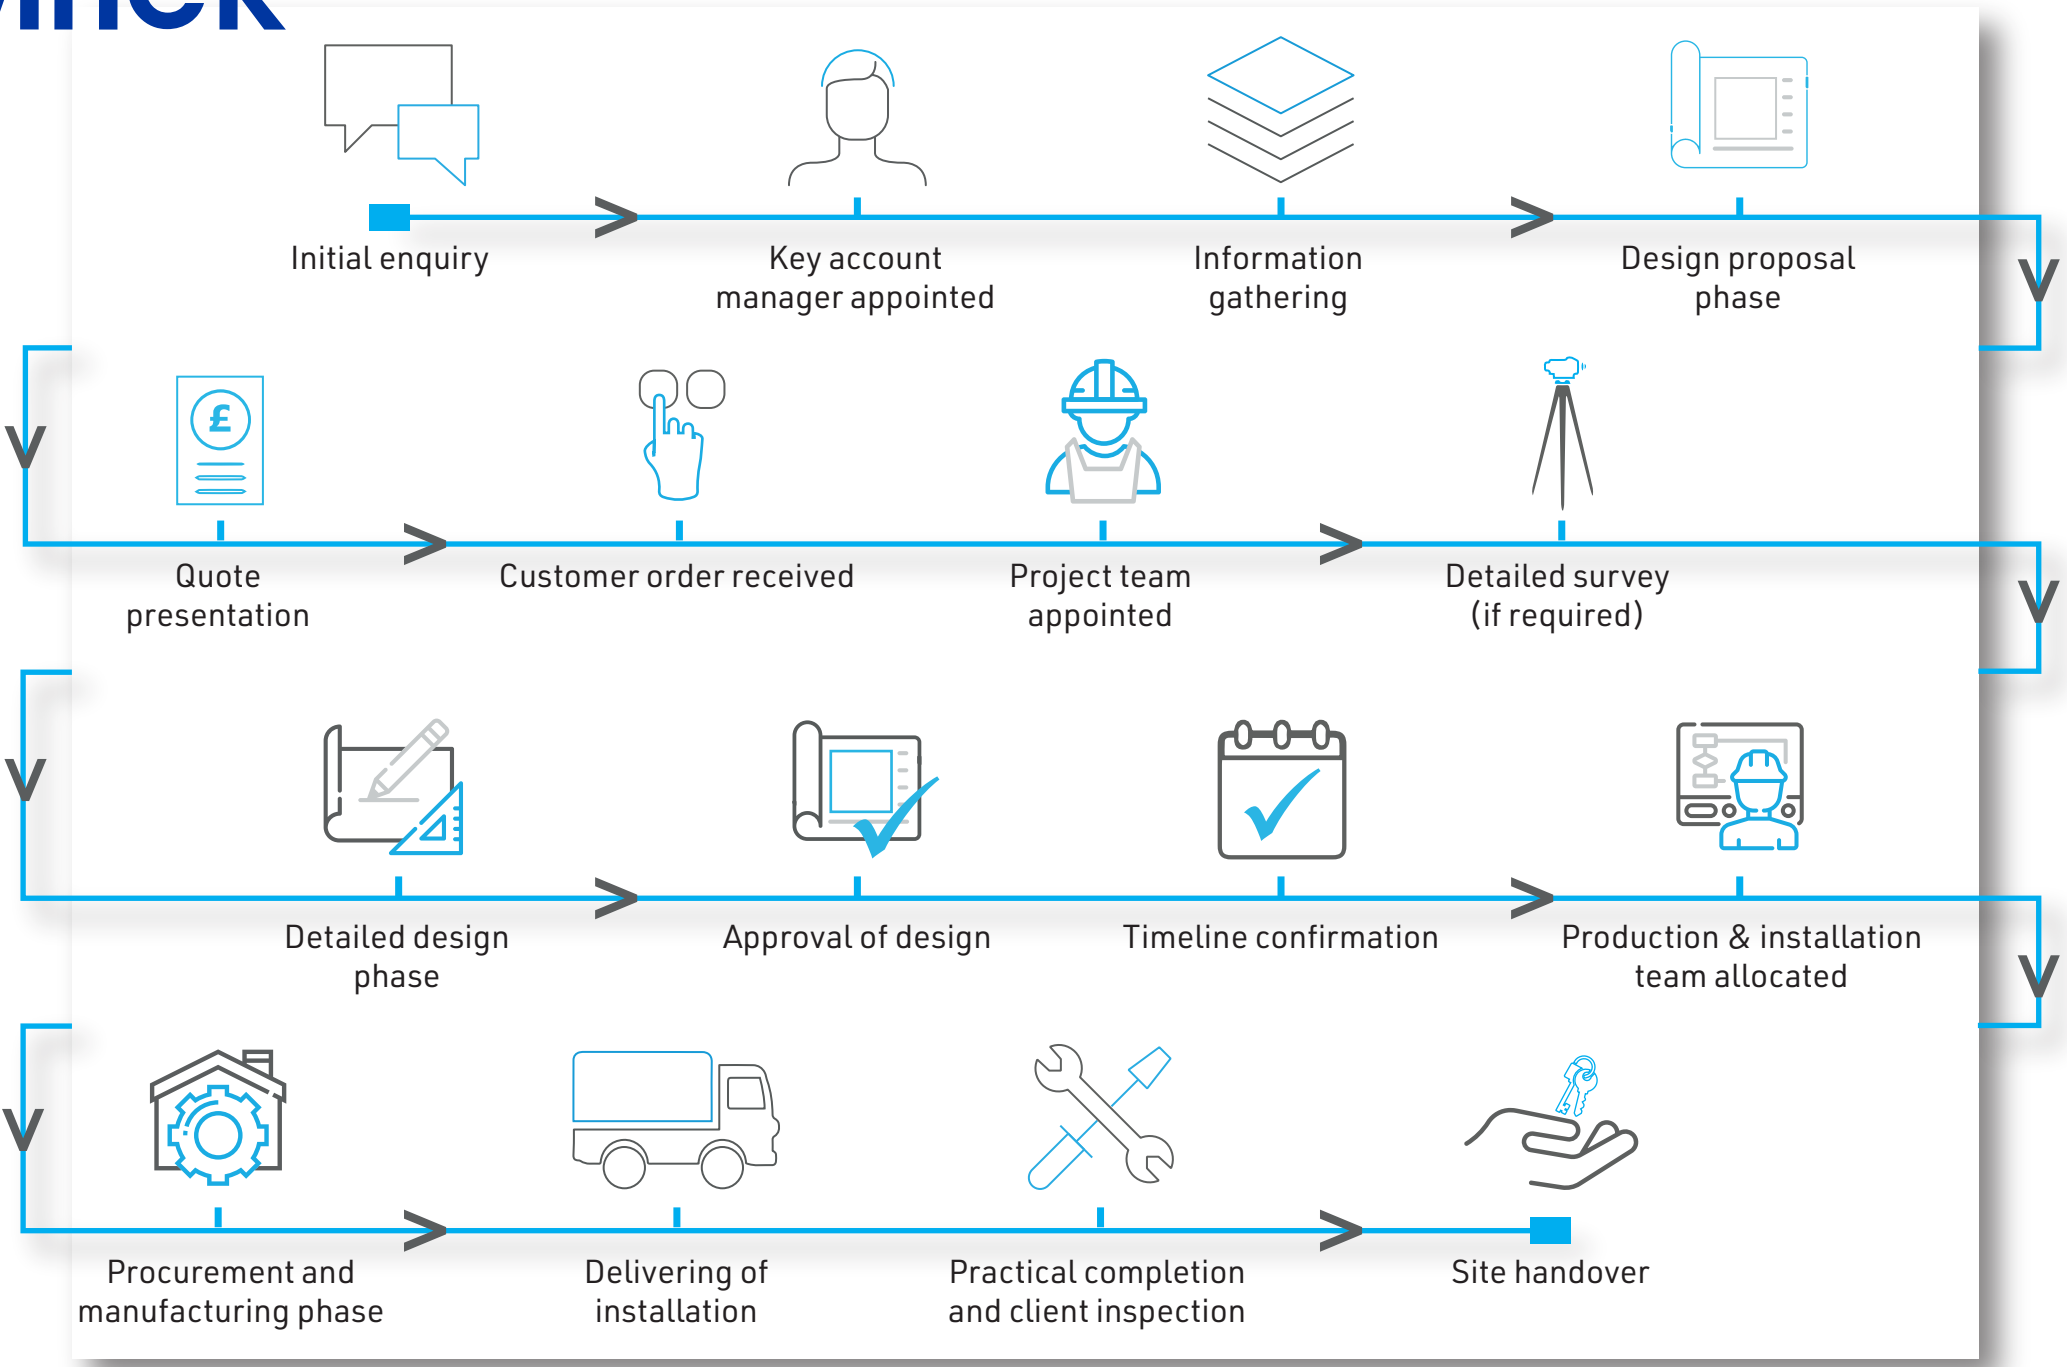 Initial enquiry
Key account
manager appointed
Information
gathering
Design proposal
phase
£
Quote
presentation
Customer order received
Project team
appointed
Detailed survey
(if required)
Detailed design
phase
Approval of design
Timeline confirmation
Production & installation
team allocated
Procurement and
manufacturing phase
Delivering of
installation
Practical completion
and client inspection
Site handover